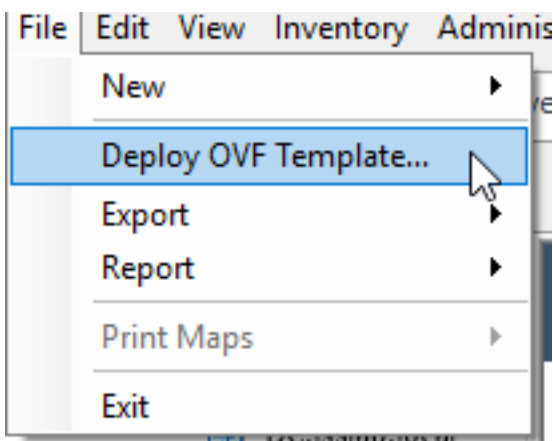 File Edit View Inventory
New
Deploy OVF Template...
Export
Report
Print Maps
Exit